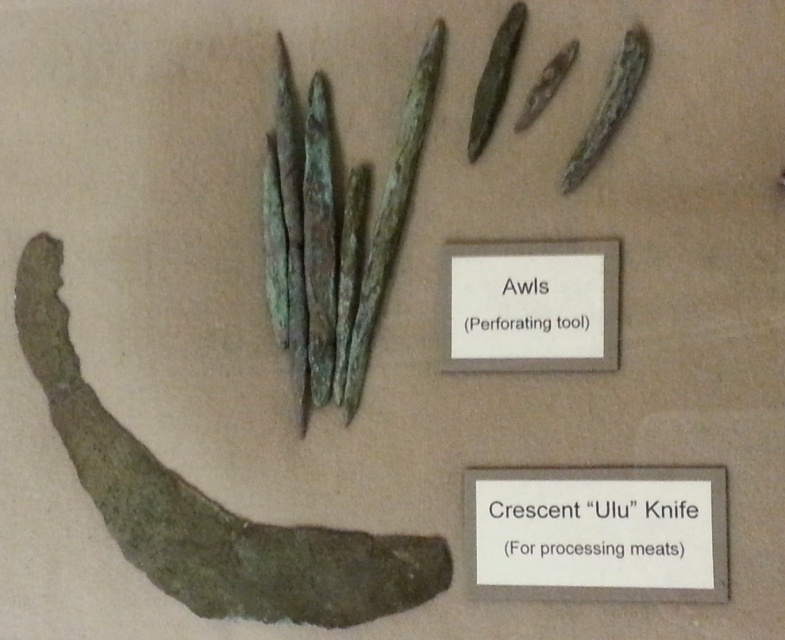 Awls
(Perforating tool)
Crescent “Ulu” Knife
(For processing meats)